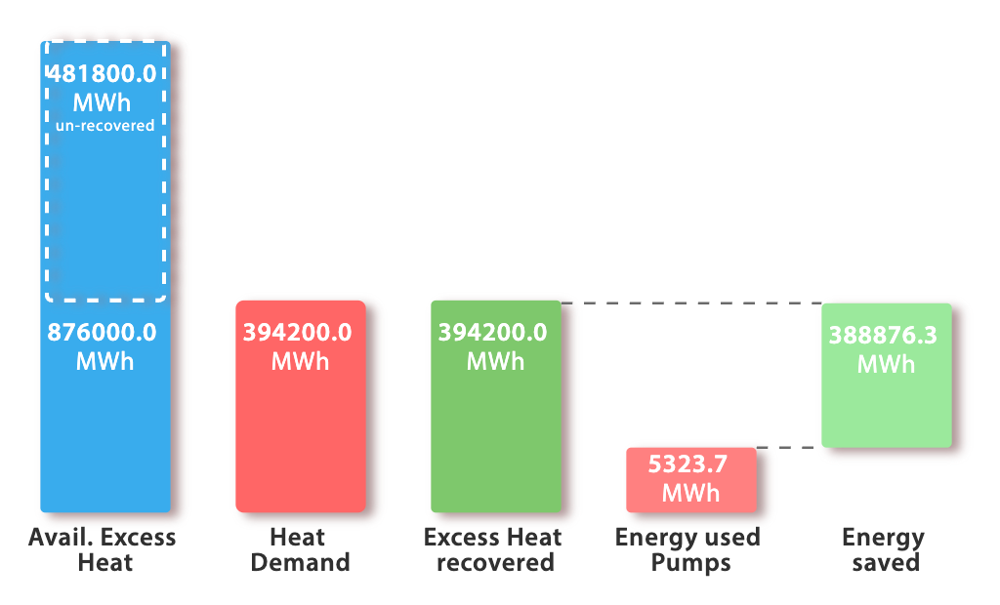 481800.0
MWh
un-recovered
876000.0
MWh
394200.0
MWh
394200.0
MWh
5323.7
MWh
388876.3
MWh
Avail. Excess
Heat
Heat
Demand
Excess Heat
recovered
Energy used
Pumps
Energy
saved